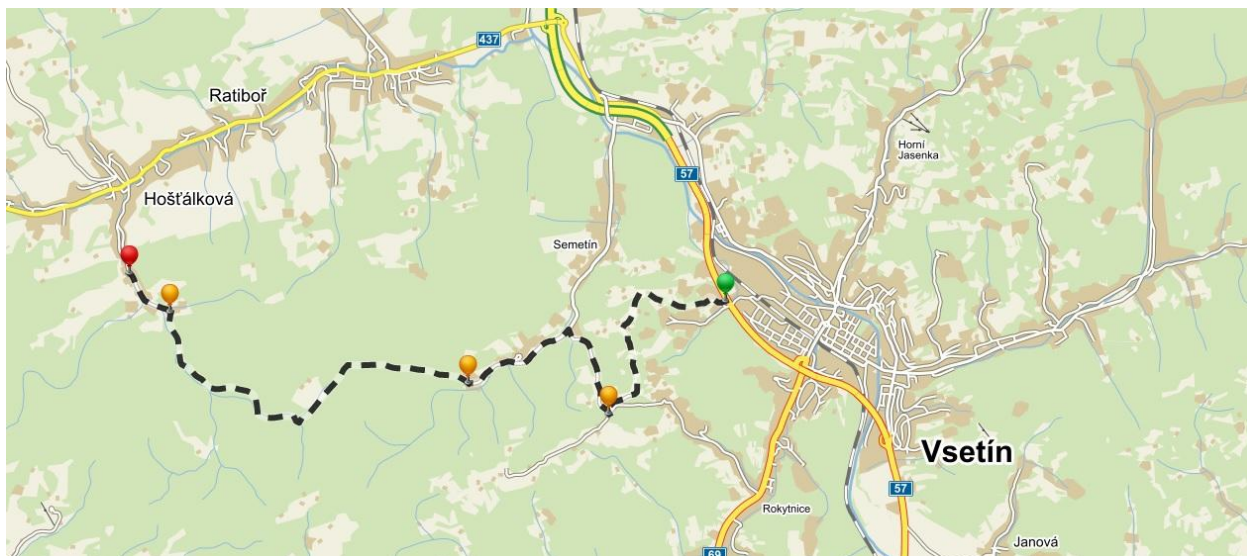 437
Ratiboř
Horní
Jasenka
57
Hošťálková
Semetín
Vsetín
57
Rokytnice
Janová
69